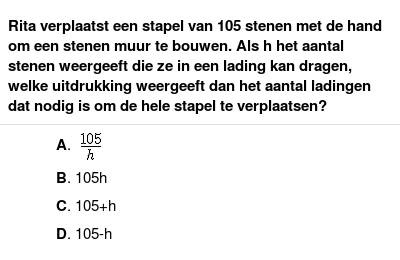 Rita verplaatst een stapel van 105 stenen met de hand
om een stenen muur te bouwen. Als h het aantal
stenen weergeeft die ze in een lading kan dragen,
welke uitdrukking weergeeft dan het aantal ladingen
dat nodig is om de hele stapel te verplaatsen?
A. 105/h
B. 105h
C. 105+h
D. 105-h